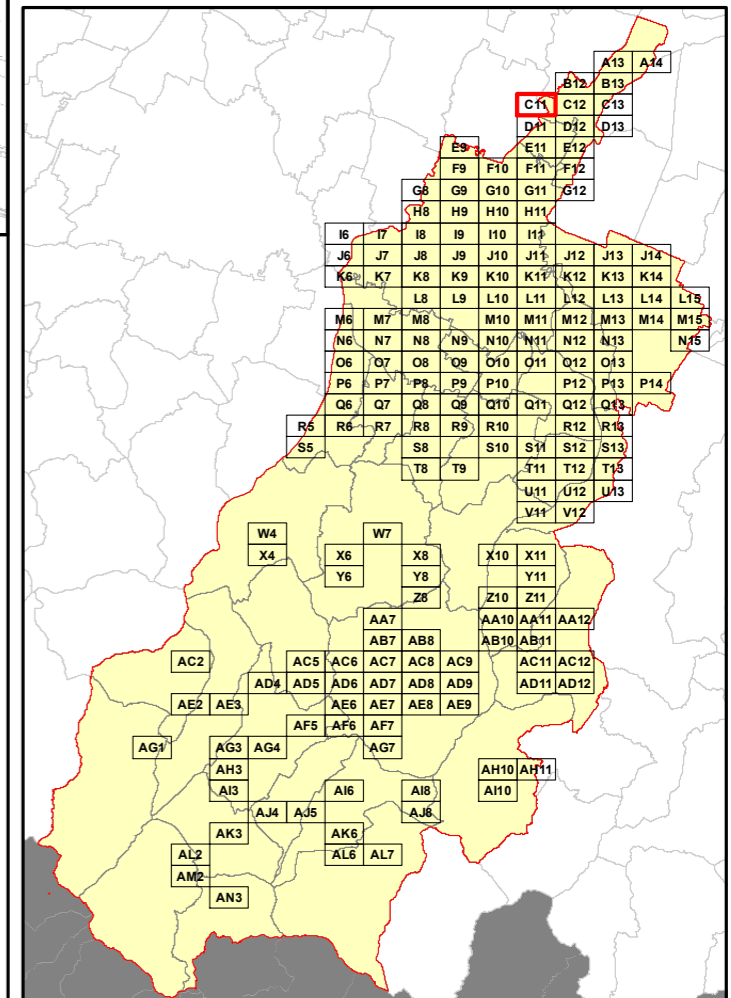 A13 A14
B12 B13
C11 C12 C13
D11 D12 D13
E9 E11 E12
F9 F10 F11 F12
G8 G9 G10 G11 G12
H8 H9 H10 H11
I6 I7 I8 I9 I10 I11
J6 J7 J8 J9 J10 J11 J12 J13 J14
K6 K7 K8 K9 K10 K11 K12 K13 K14
L8 L9 L10 L11 L12 L13 L14 L15
M6 M7 M8 M10 M11 M12 M13 M14 M15
N6 N7 N8 N9 N10 N11 N12 N13 N15
O6 O7 O8 O9 O10 O11 O12 O13
P6 P7 P8 P9 P10 P12 P13 P14
Q6 Q7 Q8 Q9 Q10 Q11 Q12 Q13
R5 R6 R7 R8 R9 R10 R12 R13
S5 S8 S10 S11 S12 S13
T8 T9 T11 T12 T13
U11 U12 U13
V11 V12
W4 W7
X4 X6 X8 X10 X11
Y6 Y8 Y11
Z8 Z10 Z11
AA7 AA10 AA11 AA12
AB7 AB8 AB10 AB11
AC2 AC5 AC6 AC7 AC8 AC9 AC11 AC12
AD4 AD5 AD6 AD7 AD8 AD9 AD11 AD12
AE2 AE3 AE6 AE7 AE8 AE9
AF5 AF6 AF7
AG1 AG3 AG4 AG7
AH3 AH10 AH11
AI3 AI6 AI8 AI10
AJ4 AJ5 AJ8
AK3 AK6
AL2 AL6 AL7
AM2
AN3